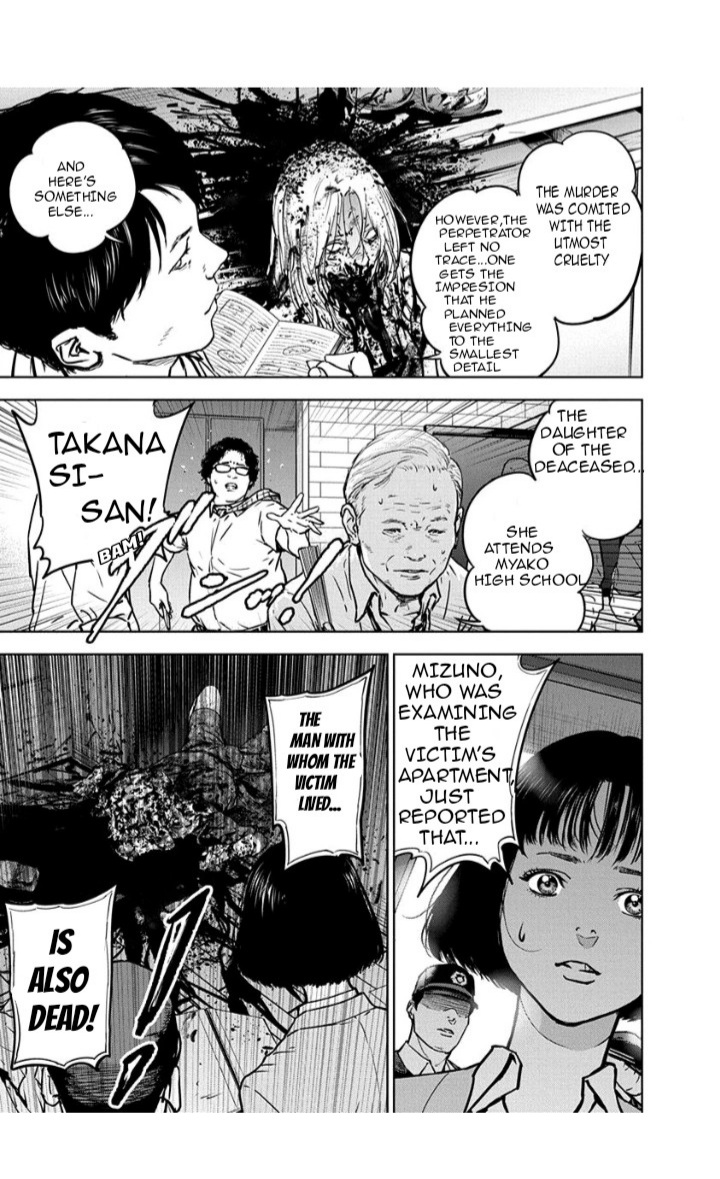 THE MURDER
WAS COMITED
WITH THE
UTMOST
CRUELTY
HOWEVER,THE
PERPETRATOR
LEFT NO
TRACE...ONE
GETS THE
IMPRESION
THAT HE
PLANNED
EVERYTHING
TO THE
SMALLEST
DETAIL
AND
HERE'S
SOMETHING
ELSE...
THE
DAUGHTER
OF THE
DEACEASED...
SHE
ATTENDS
MYAKO
HIGH SCHOOL
TAKANA
SI-
SAN!
BAM!
MIZUNO,
WHO WAS
EXAMINING
THE
VICTIM'S
APARTMENT,
JUST
REPORTED
THAT...
THE
MAN WITH
WHOM THE
VICTIM
LIVED...
IS
ALSO
DEAD!